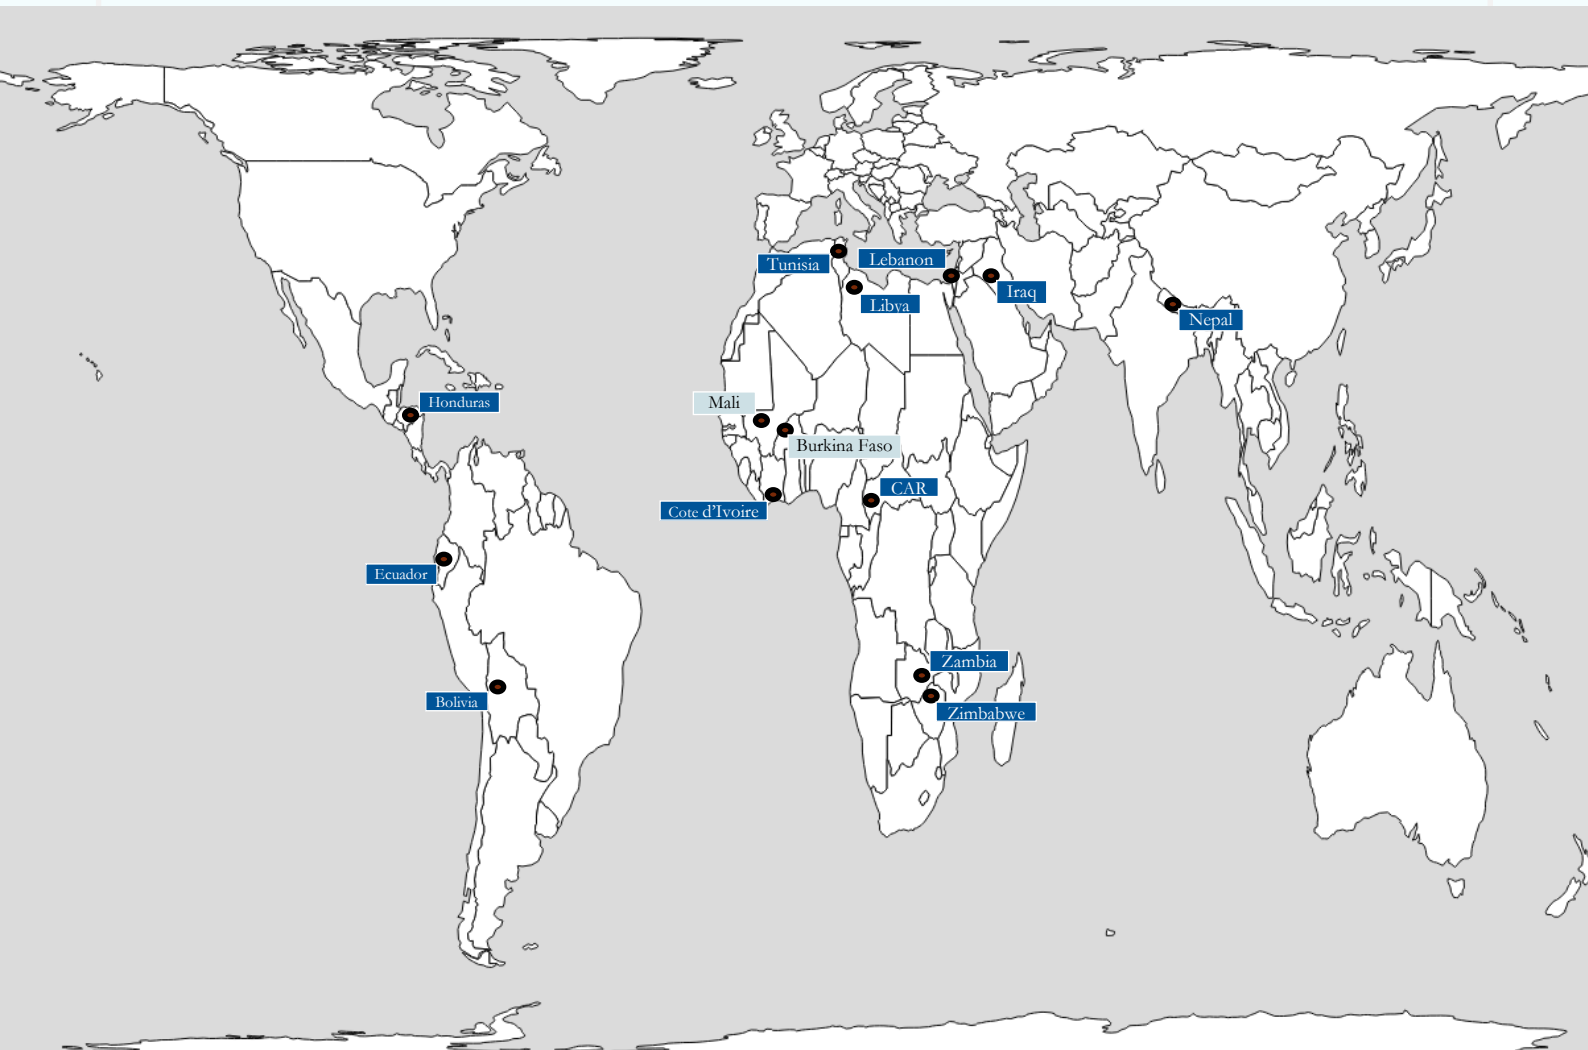 Tunisia
Lebanon
Libya
Iraq
Nepal
Honduras
Mali
Burkina Faso
CAR
Cote d’Ivoire
Ecuador
Zambia
Bolivia
Zimbabwe